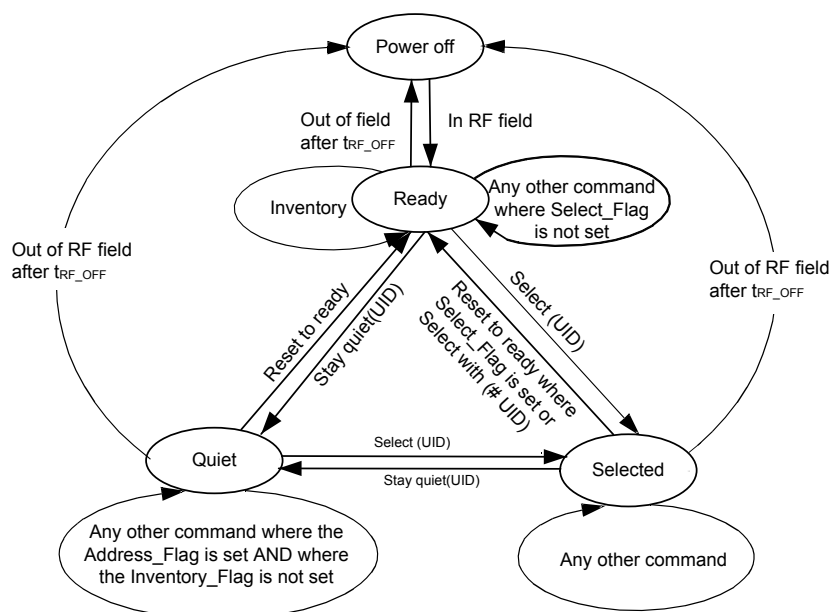 Power off
Out of field
after tRF_OFF
In RF field
Inventory
Ready
Any other command
where Select_Flag
is not set
Out of RF field
after tRF_OFF
Out of RF field
after tRF_OFF
Reset to ready
Stay quiet(UID)
Reset to ready where
Select_Flag is set or
Select with (# UID)
Select (UID)
Quiet
Select (UID)
Stay quiet(UID)
Selected
Any other command where the
Address_Flag is set AND where
the Inventory_Flag is not set
Any other command